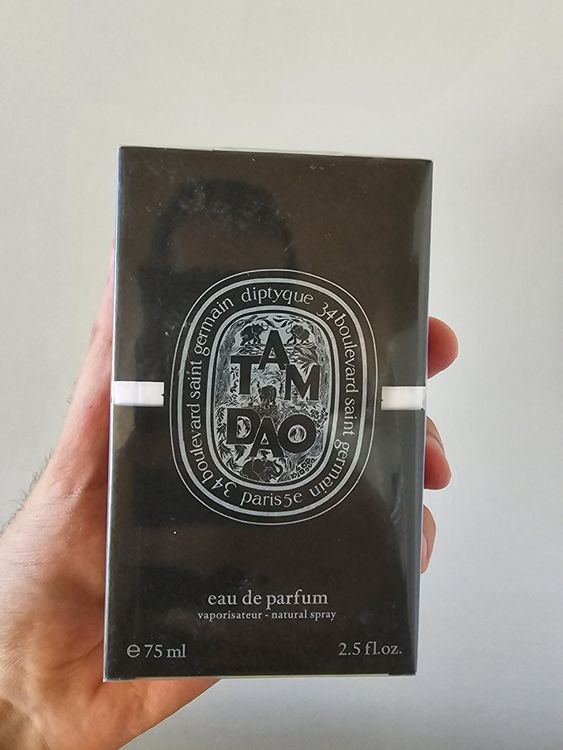 34 boulevard saint germain diptyque 34 boulevard saint germain
paris 5e
TAM
DAO
eau de parfum
vaporisateur - natural spray
℮ 75 ml
2.5 fl.oz.